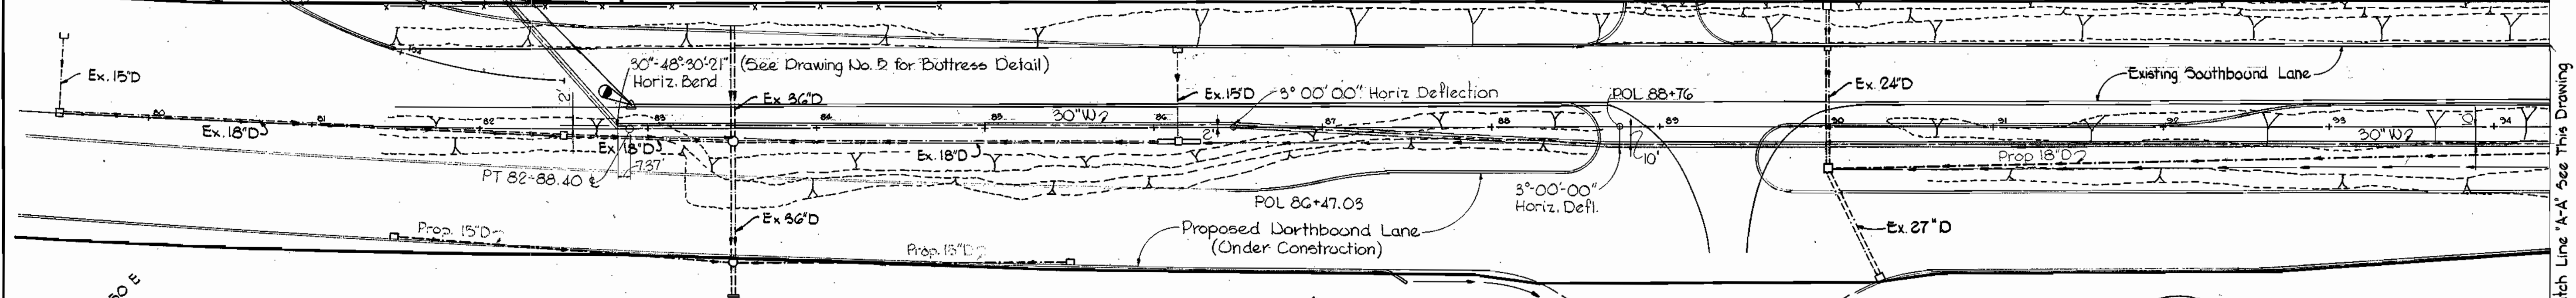 Ex. 15"D
30"-48°-30'-21"
Horiz. Bend
(See Drawing No. 5 for Buttress Detail)
Ex 36"D
Ex. 15"D
3° 00' 00" Horiz Deflection
POL 88+76
Ex. 24"D
Existing Southbound Lane
2'
80
81
82
83
84
85
86
87
88
89
90
91
92
93
94
Ex. 18"D
Ex 18"D
Ex. 18"D
30"W
2'
10'
30"W
Prop 18"D
7.37
PT 82+88.40 ℄
3°-00'-00"
Horiz. Defl.
POL 86+47.03
Ex 36"D
Prop. 15"D
Prop. 15"D
Proposed Northbound Lane
(Under Construction)
Ex. 27"D
50 E
tch Line "A-A" See This Drawing